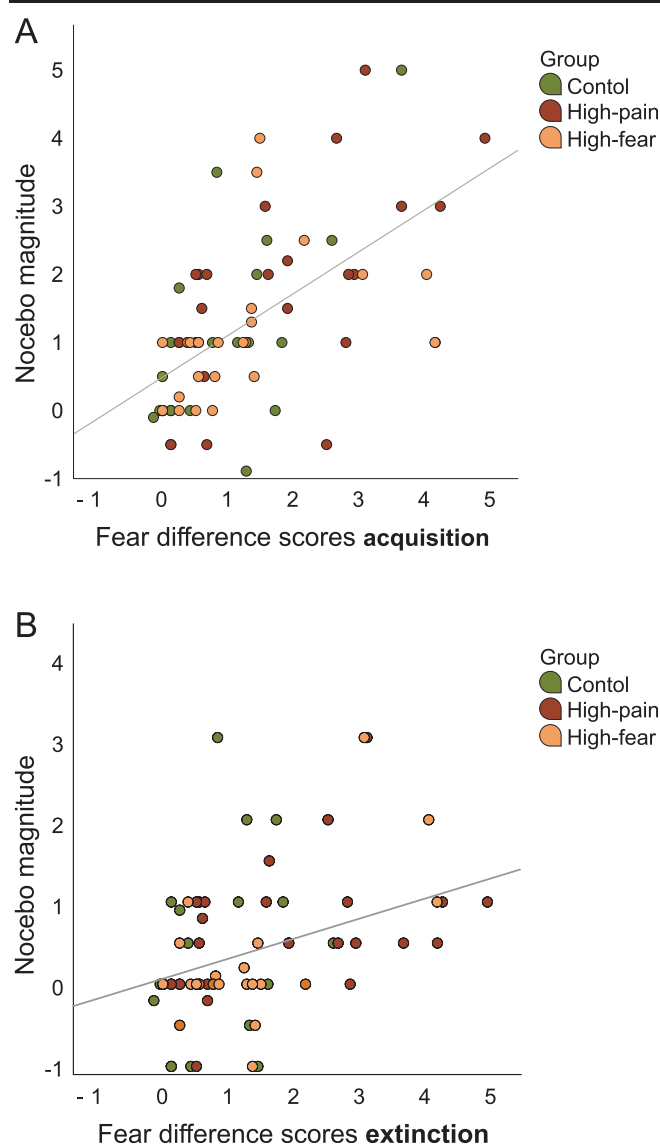 A
Group
Contol
High-pain
High-fear
5
4
3
2
1
0
-1
Nocebo magnitude
- 1 0 1 2 3 4 5
Fear difference scores acquisition
B
Group
Contol
High-pain
High-fear
4
3
2
1
0
-1
Nocebo magnitude
- 1 0 1 2 3 4 5
Fear difference scores extinction